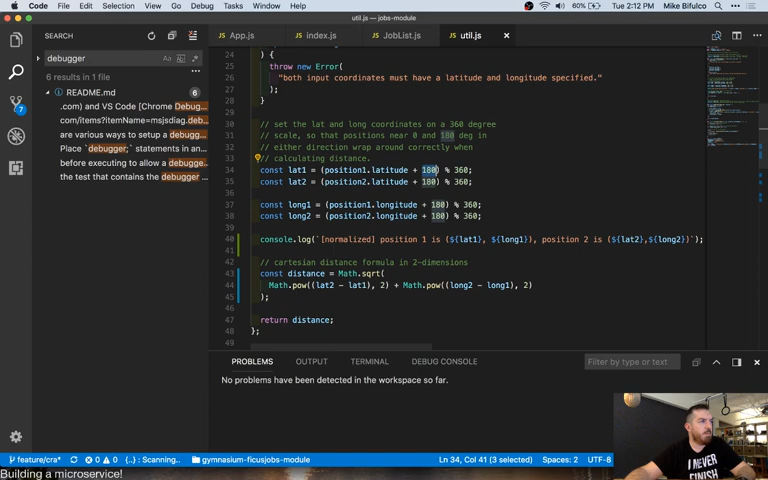 Code File Edit Selection View Go Debug Tasks Window Help 60% Tue 2:12 PM Mike Bifulco
util.js — jobs-module
SEARCH
debugger
Aa
6 results in 1 file
README.md 6
.com) and VS Code [Chrome Debug...
com/items?itemName=msjsdiag.deb...
are various ways to setup a debugg...
Place `debugger;` statements in an...
before executing to allow a debugge...
the test that contains the debugger
7
App.js index.js JobList.js util.js
24 ) {
25 throw new Error(
26 "both input coordinates must have a latitude and longitude specified."
27 );
28 }
29
30 // set the lat and long coordinates on a 360 degree
31 // scale, so that positions near 0 and 180 deg in
32 // either direction wrap around correctly when
33 // calculating distance.
34 const lat1 = (position1.latitude + 180) % 360;
35 const lat2 = (position2.latitude + 180) % 360;
36
37 const long1 = (position1.longitude + 180) % 360;
38 const long2 = (position2.longitude + 180) % 360;
39
40 console.log(`[normalized] position 1 is (${lat1}, ${long1}), position 2 is (${lat2},${long2})`);
41
42 // cartesian distance formula in 2-dimensions
43 const distance = Math.sqrt(
44 Math.pow((lat2 - lat1), 2) + Math.pow((long2 - long1), 2)
45 );
46
47 return distance;
48 };
49
PROBLEMS OUTPUT TERMINAL DEBUG CONSOLE Filter by type or text
No problems have been detected in the workspace so far.
I NEVER
FINISH
feature/cra* 0 0 {..} : Scanning.. gymnasium-ficusjobs-module Ln 34, Col 41 (3 selected) Spaces: 2 UTF-8
Building a microservice!